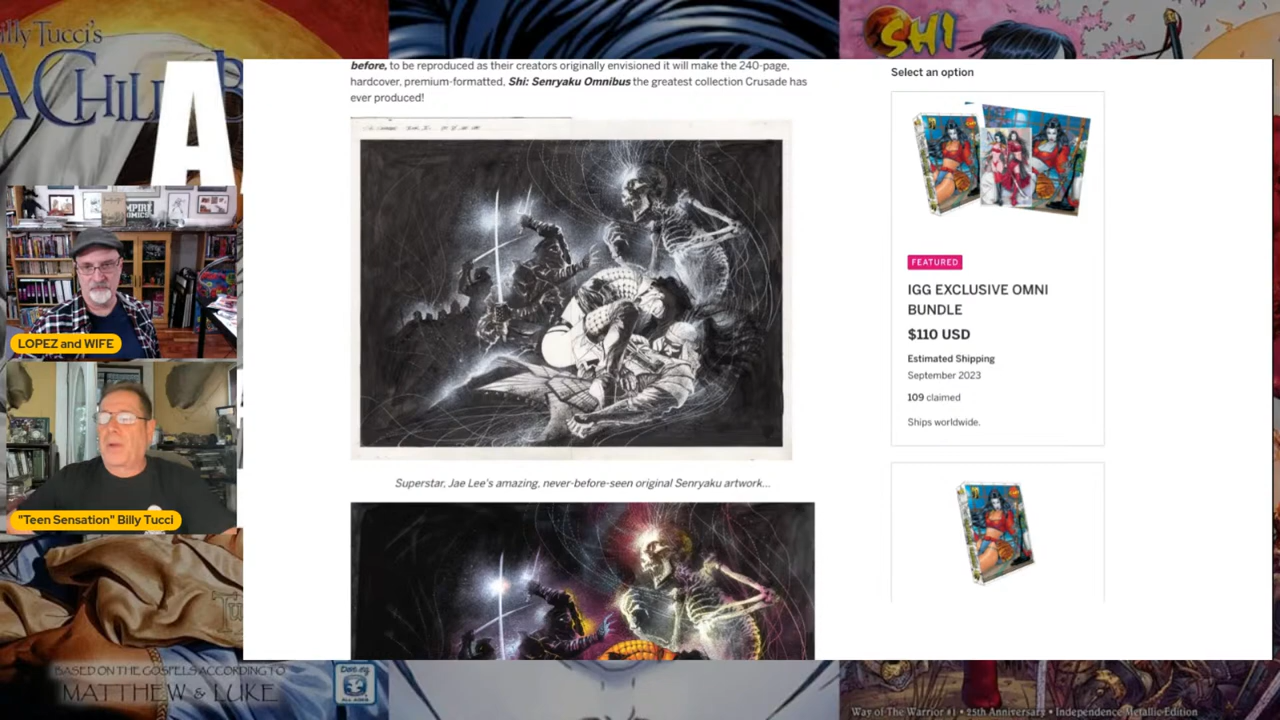 illy Tucci's
SHI
A
before, to be reproduced as their creators originally envisioned it will make the 240-page,
hardcover, premium-formatted, Shi: Senryaku Omnibus the greatest collection Crusade has
ever produced!
Superstar, Jae Lee's amazing, never-before-seen original Senryaku artwork...
Select an option
FEATURED
IGG EXCLUSIVE OMNI
BUNDLE
$110 USD
Estimated Shipping
September 2023
109 claimed
Ships worldwide.
LOPEZ and WIFE
"Teen Sensation" Billy Tucci
BASED ON THE GOSPELS ACCORDING TO
MATTHEW & LUKE
ALL AGES
Way of The Warrior #1 • 25th Anniversary • Independence Metallic Edition